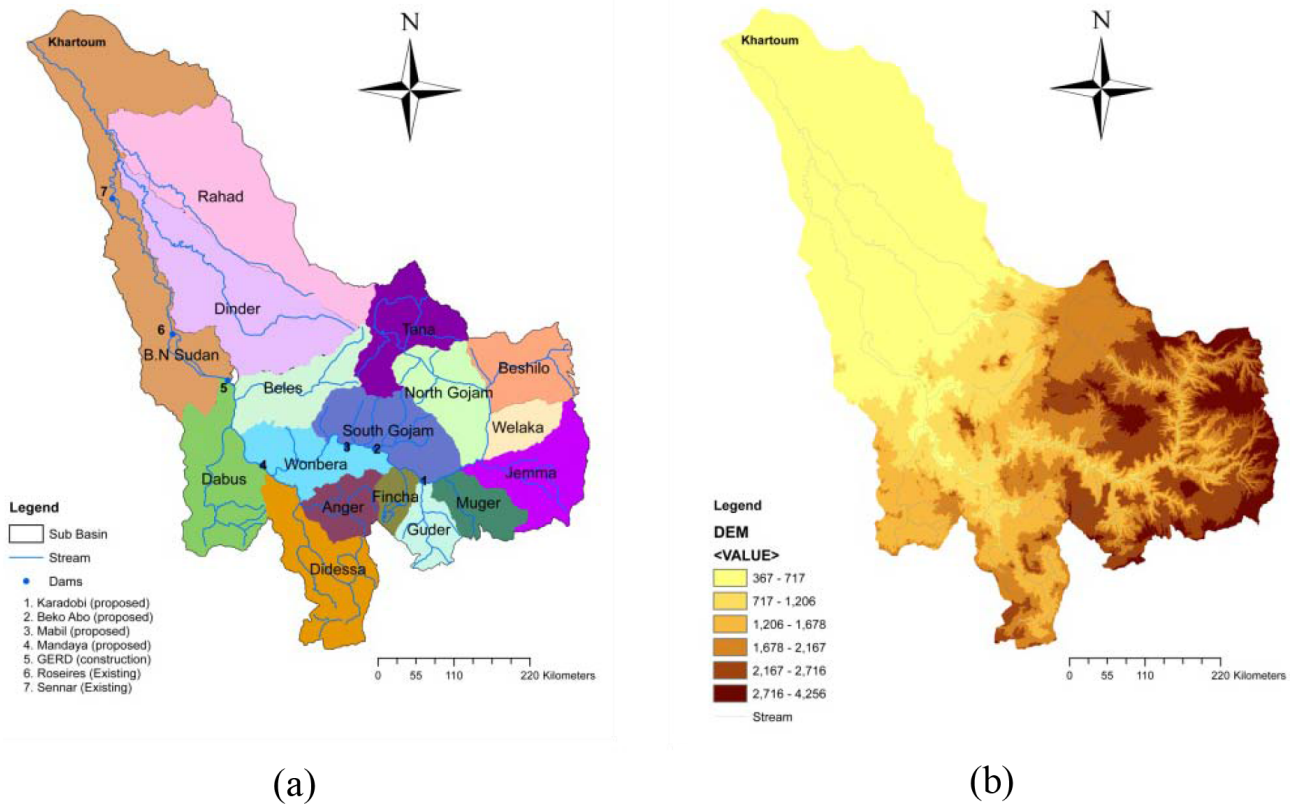 N
Khartoum
Rahad
7
Dinder
6
B.N Sudan
Tana
5
Beles
Beshilo
North Gojam
South Gojam
Welaka
3
2
4
Wonbera
Jemma
Dabus
1
Fincha
Muger
Anger
Guder
Didessa
Legend
Sub Basin
Stream
Dams
1. Karadobi (proposed)
2. Beko Abo (proposed)
3. Mabil (proposed)
4. Mandaya (proposed)
5. GERD (construction)
6. Roseires (Existing)
7. Sennar (Existing)
0 55 110 220 Kilometers
(a)
N
Khartoum
Legend
DEM
<VALUE>
367 - 717
717 - 1,206
1,206 - 1,678
1,678 - 2,167
2,167 - 2,716
2,716 - 4,256
Stream
0 55 110 220 Kilometers
(b)